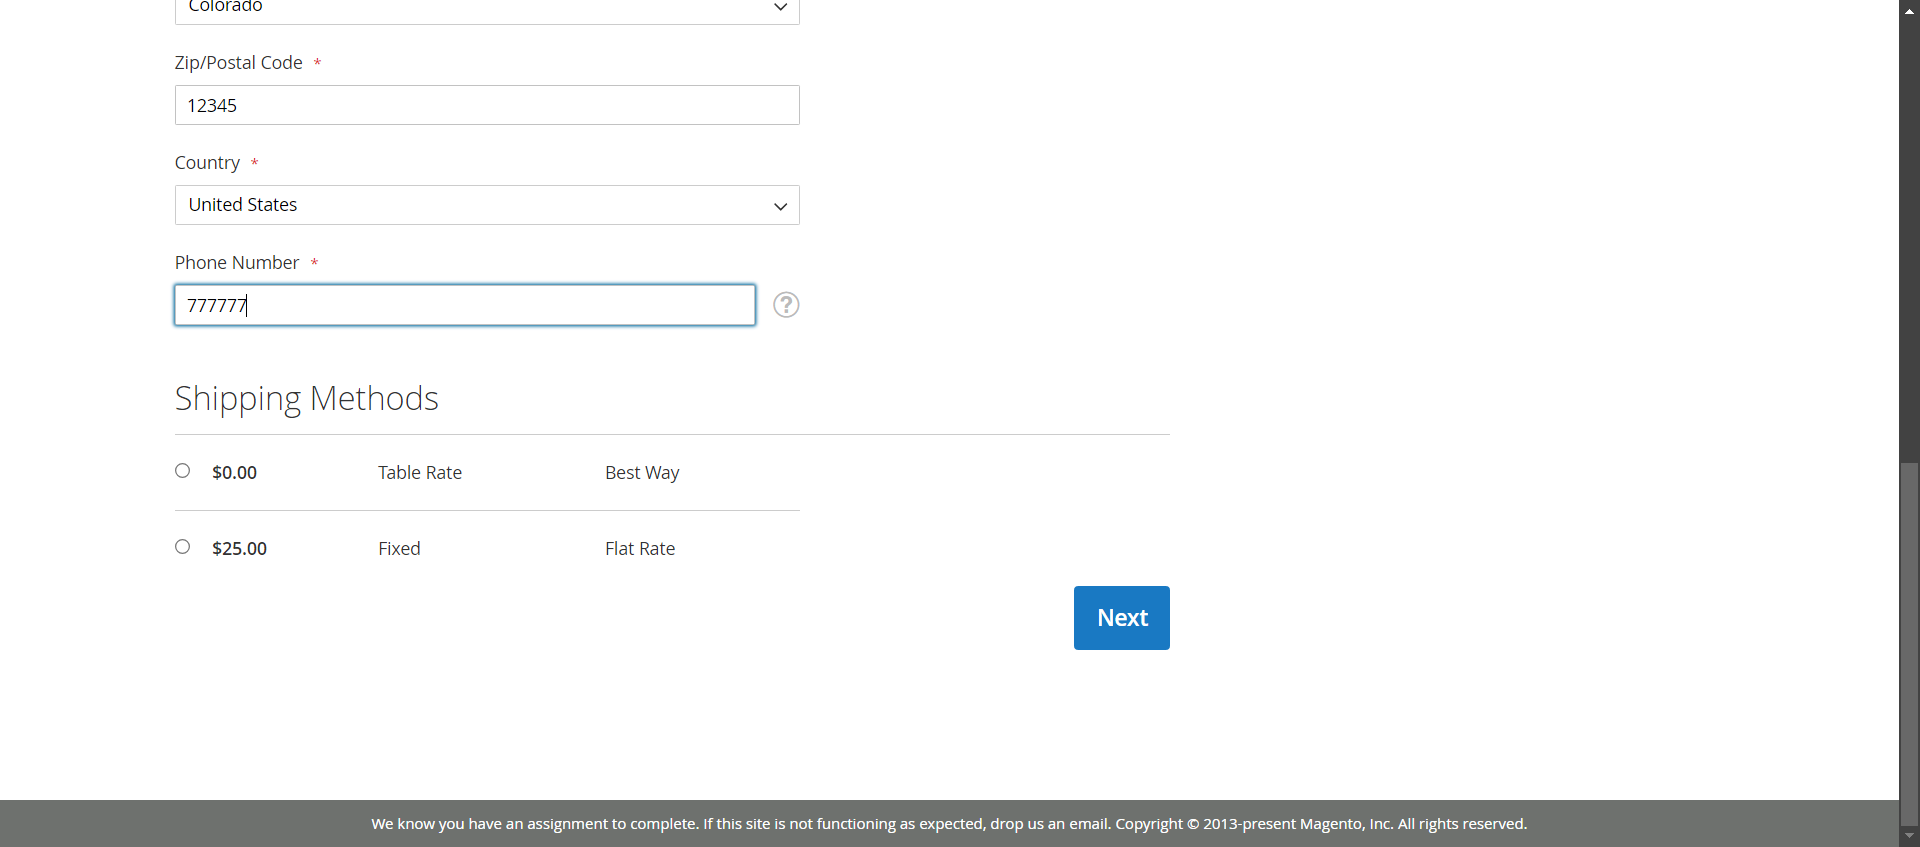 Colorado
Zip/Postal Code *
12345
Country *
United States
Phone Number *
777777
?
Shipping Methods
$0.00 Table Rate Best Way
$25.00 Fixed Flat Rate
Next
We know you have an assignment to complete. If this site is not functioning as expected, drop us an email. Copyright © 2013-present Magento, Inc. All rights reserved.